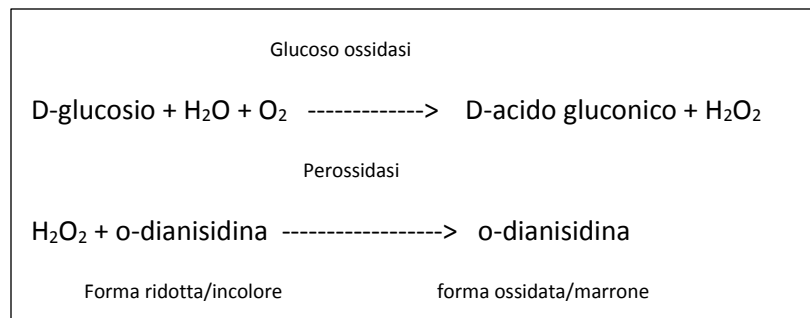 Glucoso ossidasi
D-glucosio + H₂O + O₂ -------------> D-acido gluconico + H₂O₂
Perossidasi
H₂O₂ + o-dianisidina ------------------> o-dianisidina
Forma ridotta/incolore forma ossidata/marrone